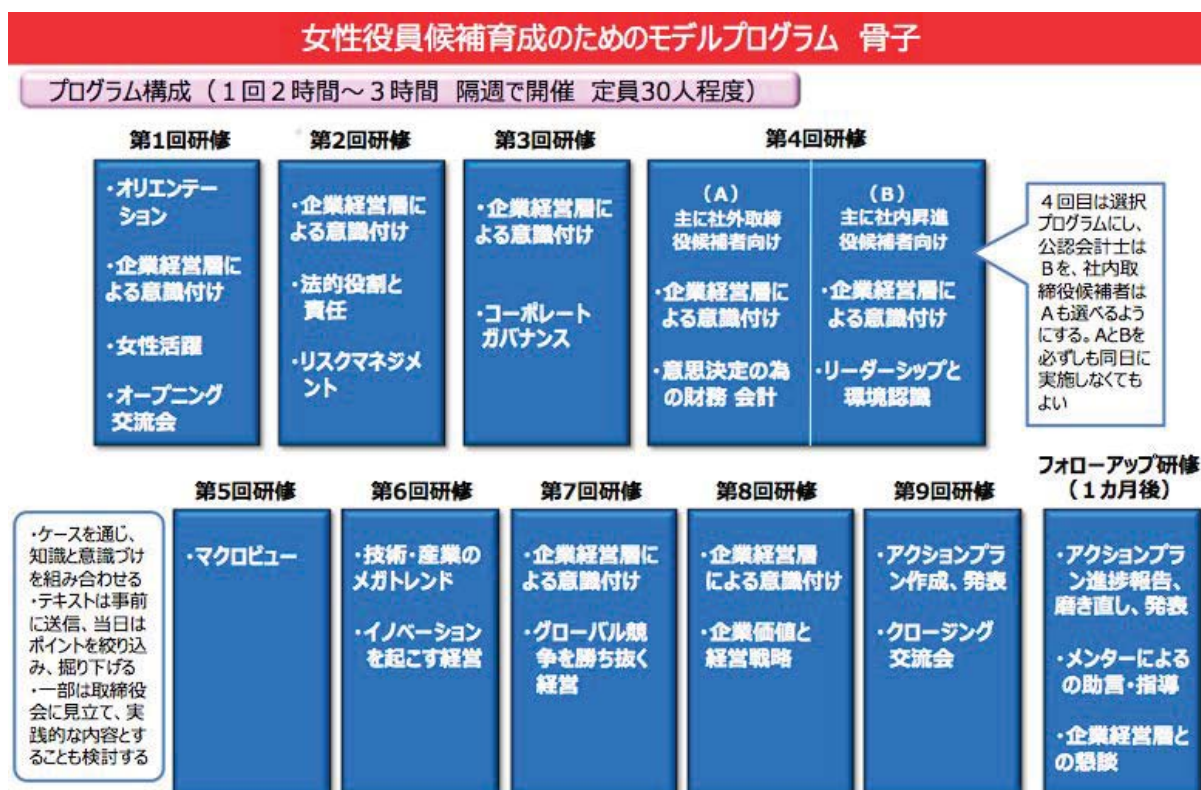 女性役員候補育成のためのモデルプログラム 骨子
プログラム構成（１回２時間～３時間 隔週で開催 定員30人程度）
第1回研修
・オリエンテー
ション
・企業経営層に
よる意識付け
・女性活躍
・オープニング
交流会
第2回研修
・企業経営層に
よる意識付け
・法的役割と
責任
・リスクマネジメ
ント
第3回研修
・企業経営層に
よる意識付け
・コーポレート
ガバナンス
第4回研修
（A）
主に社外取締
役候補者向け
・企業経営層に
よる意識付け
・意思決定の為
の財務 会計
（B）
主に社内昇進
役候補者向け
・企業経営層に
よる意識付け
・リーダーシップと
環境認識
４回目は選択
プログラムにし、
公認会計士は
Bを、社内取
締役候補者は
Aも選べるよう
にする。AとBを
必ずしも同日に
実施しなくても
よい
・ケースを通じ、
知識と意識づけ
を組み合わせる
・テキストは事前
に送信、当日は
ポイントを絞り込
み、掘り下げる
・一部は取締役
会に見立て、実
践的な内容とす
ることも検討する
第5回研修
・マクロビュー
第6回研修
・技術・産業の
メガトレンド
・イノベーション
を起こす経営
第7回研修
・企業経営層に
よる意識付け
・グローバル競
争を勝ち抜く
経営
第8回研修
・企業経営層
による意識付け
・企業価値と
経営戦略
第9回研修
・アクションプラ
ン作成、発表
・クロージング
交流会
フォローアップ研修
（１カ月後）
・アクションプラ
ン進捗報告、
磨き直し、発表
・メンターによる
の助言・指導
・企業経営層と
の懇談